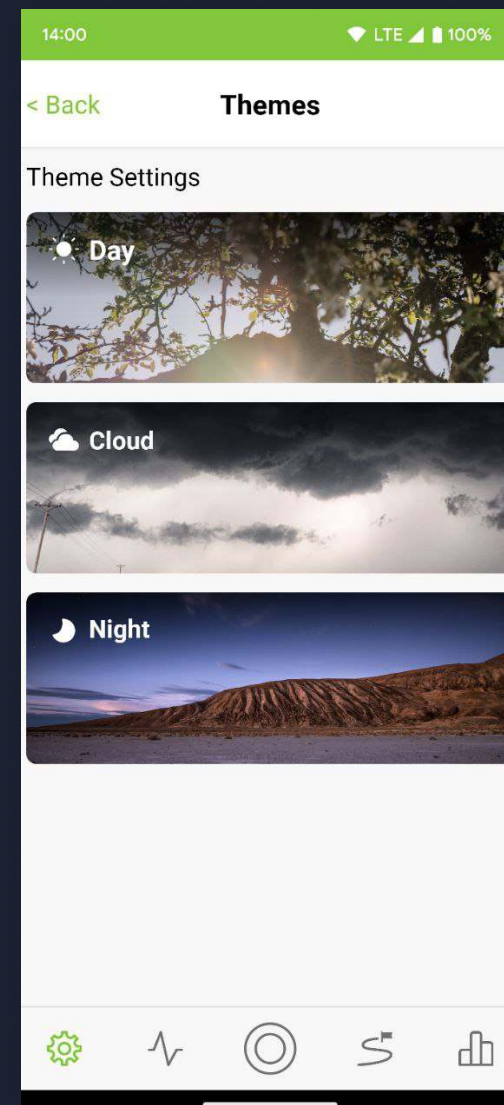 14:00 LTE 100%
< Back Themes
Theme Settings
Day
Cloud
Night